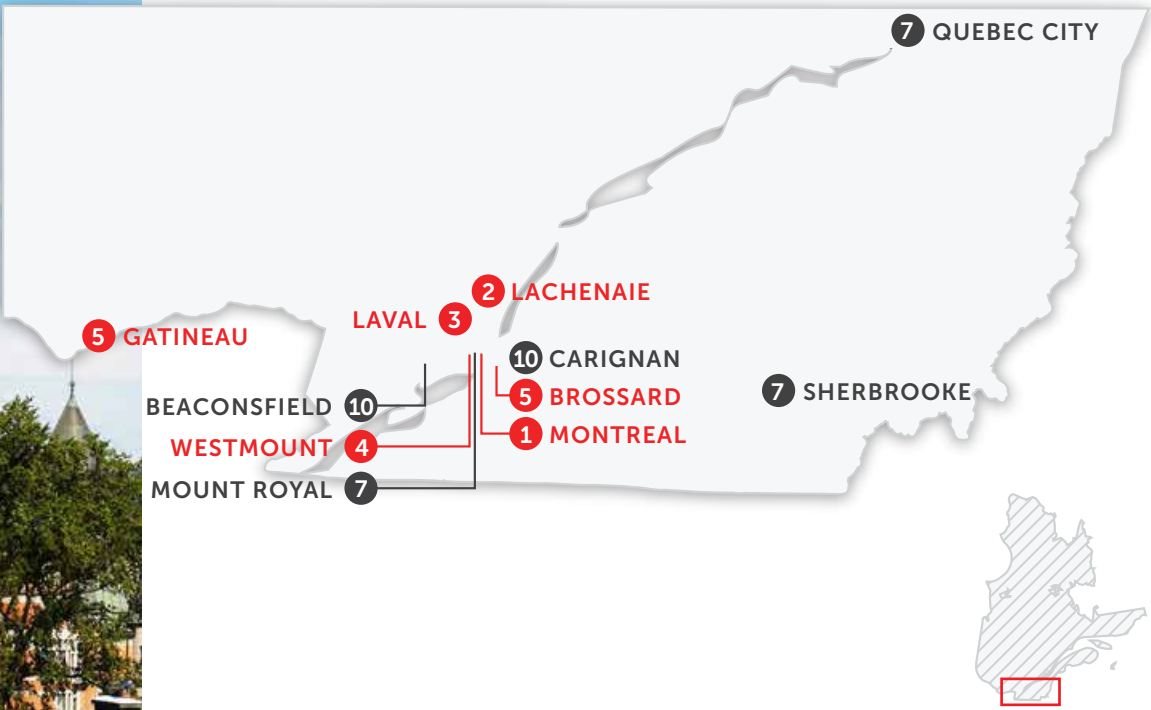 7 QUEBEC CITY
2 LACHENAIE
LAVAL 3
5 GATINEAU
10 CARIGNAN
7 SHERBROOKE
5 BROSSARD
BEACONSFIELD 10
1 MONTREAL
WESTMOUNT 4
MOUNT ROYAL 7